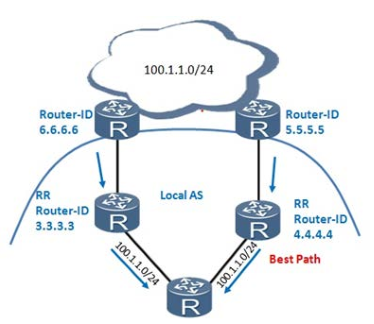 100.1.1.0/24
Router-ID
6.6.6.6
R
R
Router-ID
5.5.5.5
RR
Router-ID
3.3.3.3
R
Local AS
R
RR
Router-ID
4.4.4.4
100.1.1.0/24
100.1.1.0/24
Best Path
R